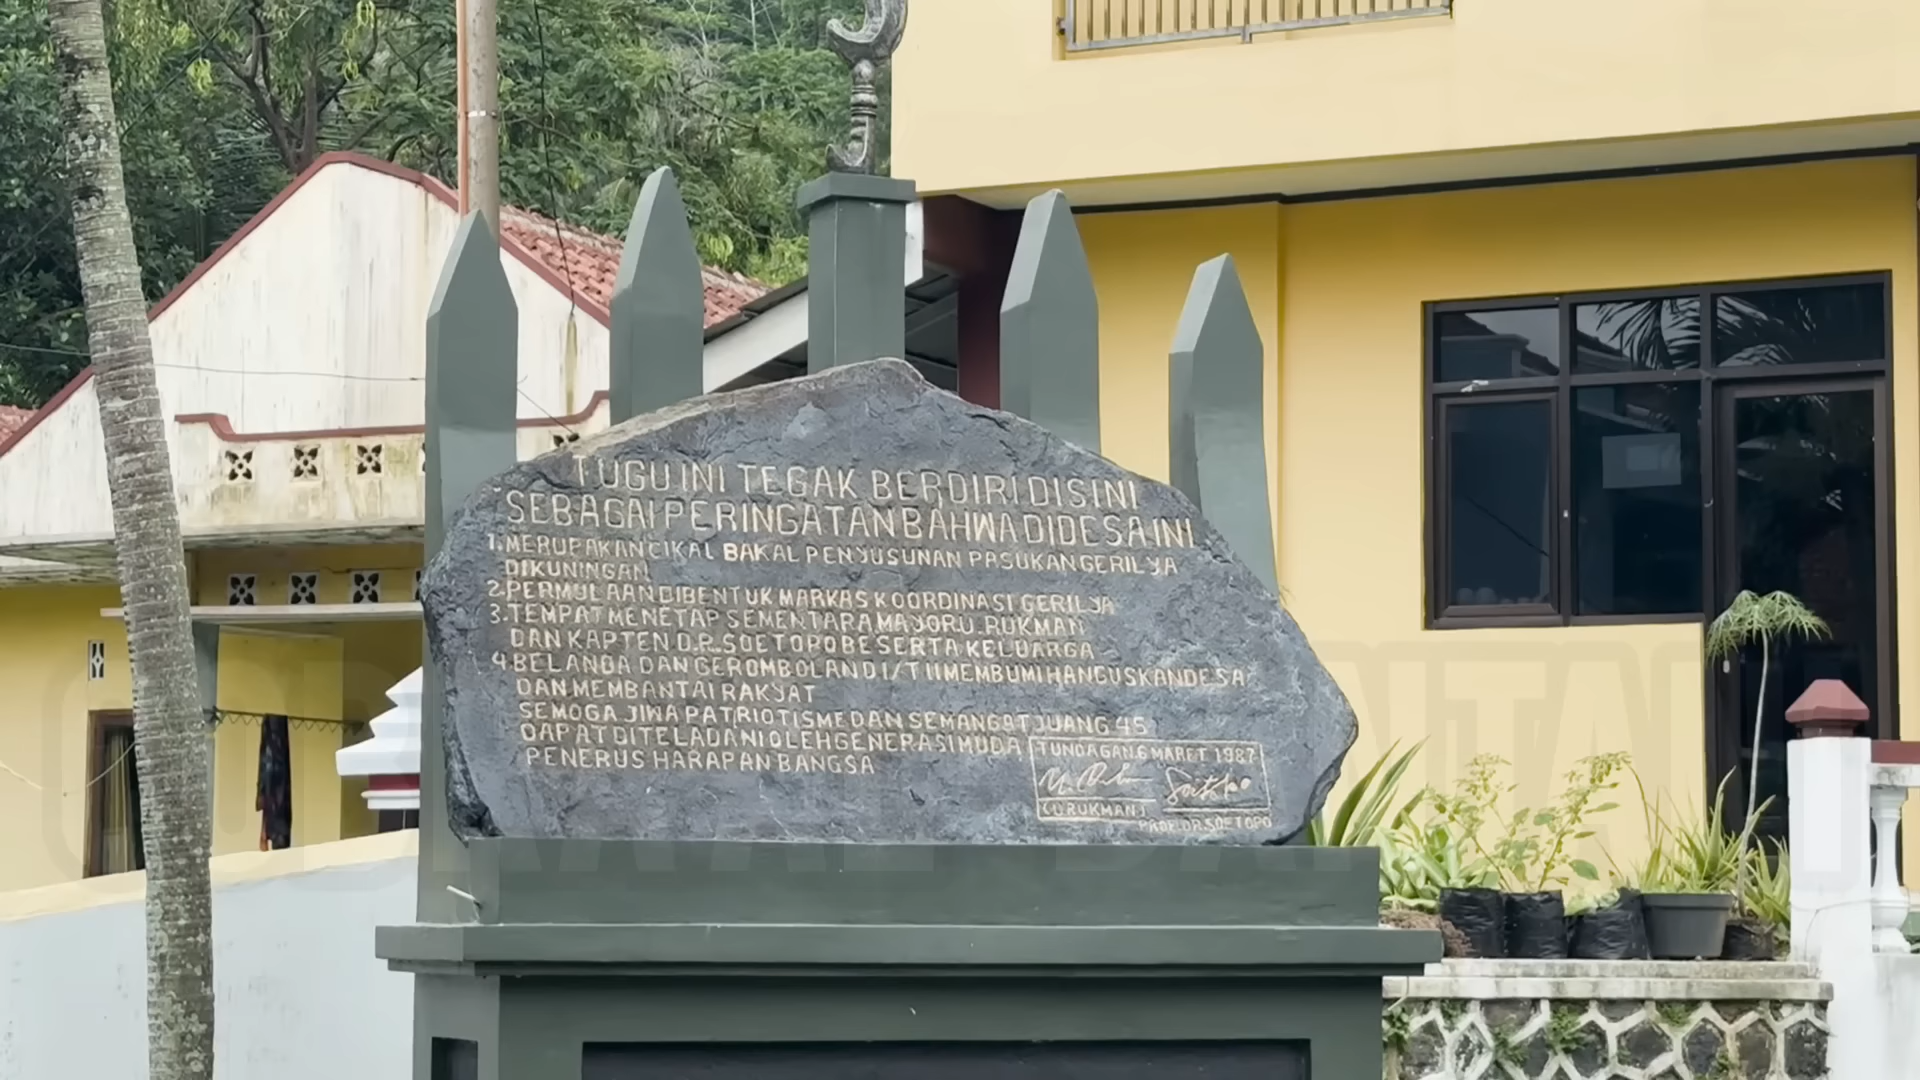 TUGU INI TEGAK BERDIRI DISINI
SEBAGAI PERINGATAN BAHWA DIDESA INI
1. MERUPAKAN CIKAL BAKAL PENYUSUNAN PASUKAN GERILYA
DIKUNINGAN
2. PERMULAAN DIBENTUK MARKAS KOORDINASI GERILYA
3. TEMPAT MENETAP SEMENTARA MAYOR U. RUKMAN
DAN KAPTEN D.R. SOETOPO BESERTA KELUARGA
4. BELANDA DAN GEROMBOLAN DI/TII MEMBUMI HANGUSKAN DESA
DAN MEMBANTAI RAKYAT
SEMOGA JIWA PATRIOTISME DAN SEMANGAT JUANG 45
DAPAT DITELADANI OLEH GENERASI MUDA
PENERUS HARAPAN BANGSA
TUNDAGAN, 6 MARET 1987
(U RUKMAN)
PROF. DR. SOETOPO